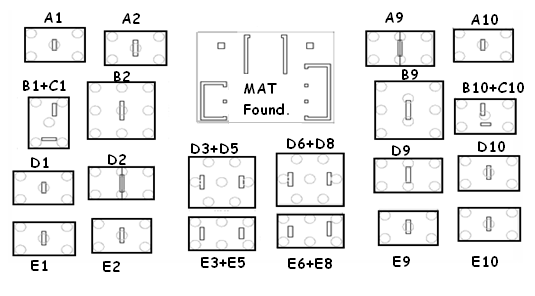 A1 A2 A9 A10
B1+C1 B2 MAT B9 B10+C10
Found.
D1 D2 D3+D5 D6+D8 D9 D10
E1 E2 E3+E5 E6+E8 E9 E10